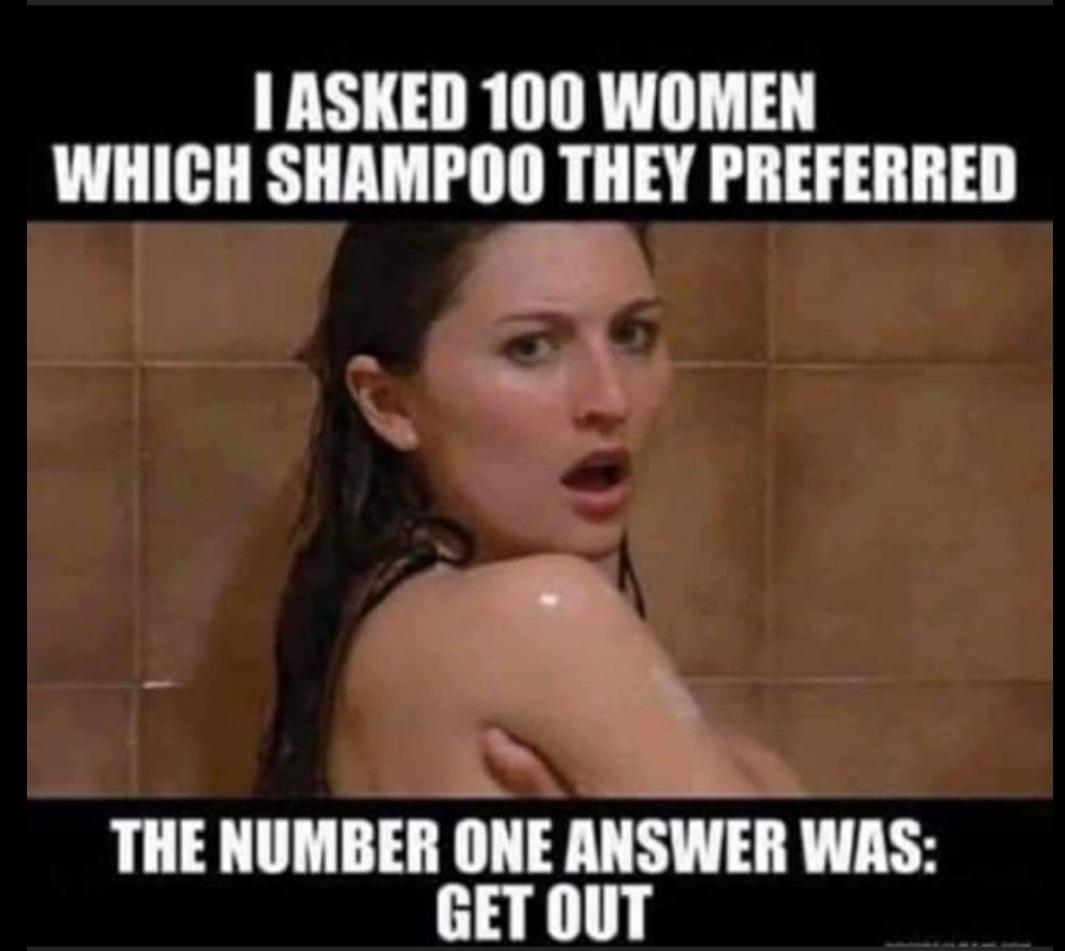 I ASKED 100 WOMEN
WHICH SHAMPOO THEY PREFERRED
THE NUMBER ONE ANSWER WAS:
GET OUT